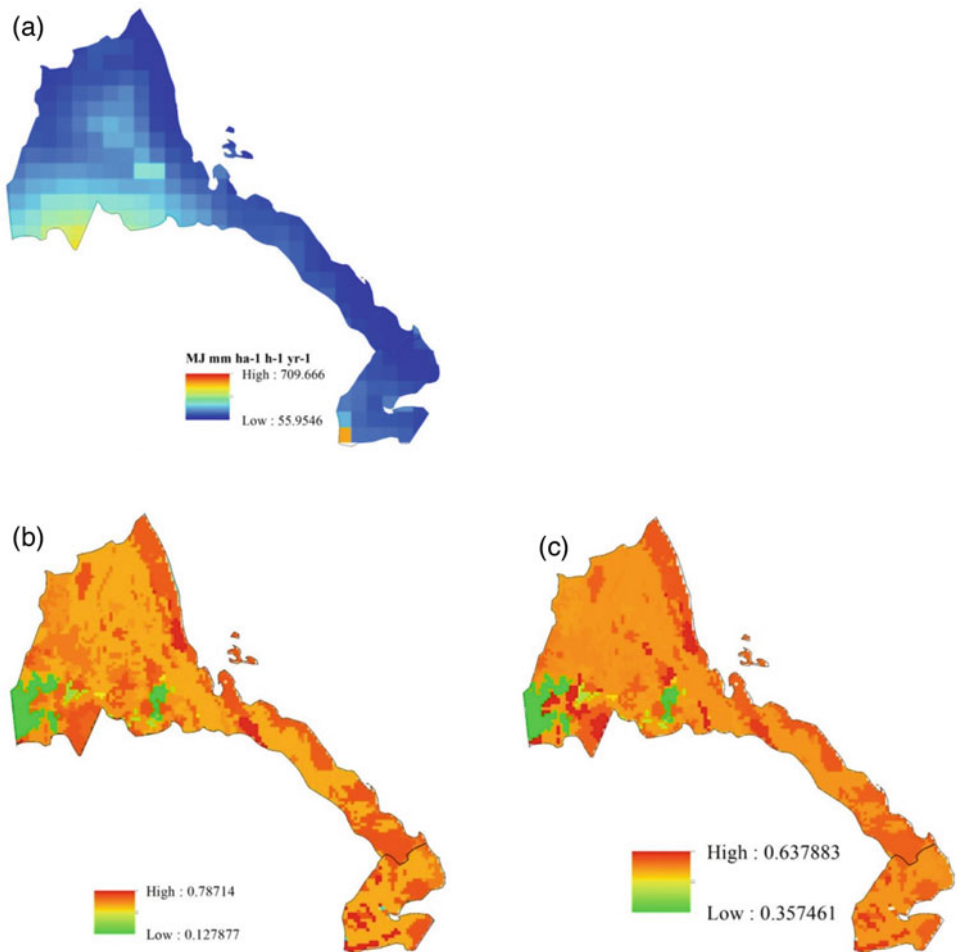 (a)
MJ mm ha-1 h-1 yr-1
High : 709.666
Low : 55.9546
(b)
High : 0.78714
Low : 0.127877
(c)
High : 0.637883
Low : 0.357461